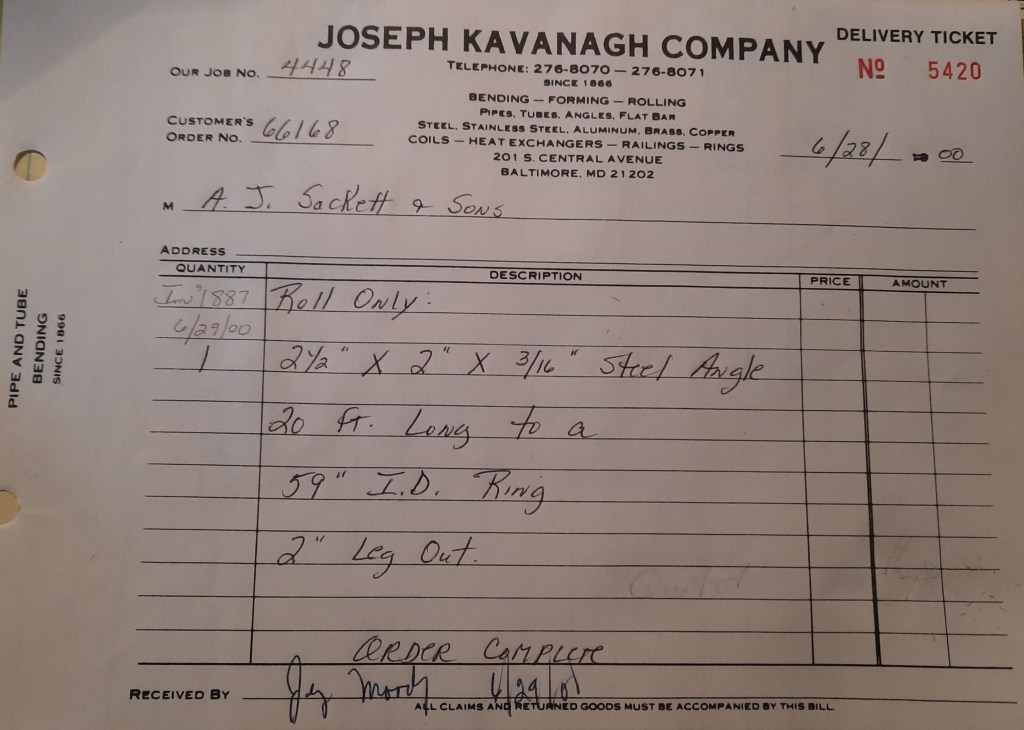 JOSEPH KAVANAGH COMPANY
DELIVERY TICKET
Nº 5420
OUR JOB NO. 4448
TELEPHONE: 276-8070 — 276-8071
SINCE 1866
BENDING — FORMING — ROLLING
PIPES, TUBES, ANGLES, FLAT BAR
STEEL, STAINLESS STEEL, ALUMINUM, BRASS, COPPER
COILS — HEAT EXCHANGERS — RAILINGS — RINGS
201 S. CENTRAL AVENUE
BALTIMORE, MD 21202
CUSTOMER'S
ORDER NO. 66168
6/28/ 00
M A. J. Sackett & Sons
ADDRESS
QUANTITY DESCRIPTION PRICE AMOUNT
1887 Roll Only:
6/29/00
1 2½" X 2" X 3/16" Steel Angle
20 Ft. Long to a
59" I.D. Ring
2" Leg Out.
ORDER COMPLETE
RECEIVED BY Moody
ALL CLAIMS AND RETURNED GOODS MUST BE ACCOMPANIED BY THIS BILL
PIPE AND TUBE
BENDING
SINCE 1866